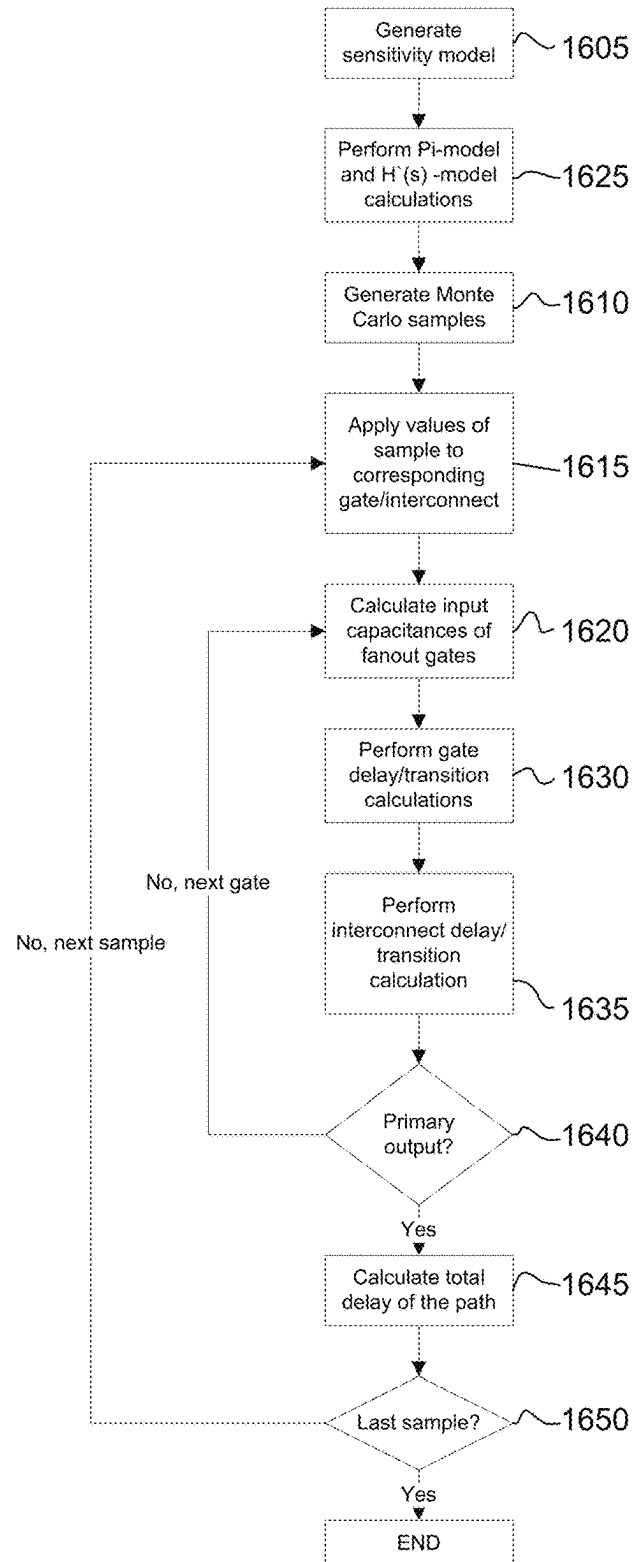 Generate
sensitivity model
1605
Perform Pi-model
and H`(s) -model
calculations
1625
Generate Monte
Carlo samples
1610
Apply values of
sample to
corresponding
gate/interconnect
1615
Calculate input
capacitances of
fanout gates
1620
Perform gate
delay/transition
calculations
1630
No, next gate
No, next sample
Perform
interconnect delay/
transition
calculation
1635
Primary
output?
1640
Yes
Calculate total
delay of the path
1645
Last sample?
1650
Yes
END